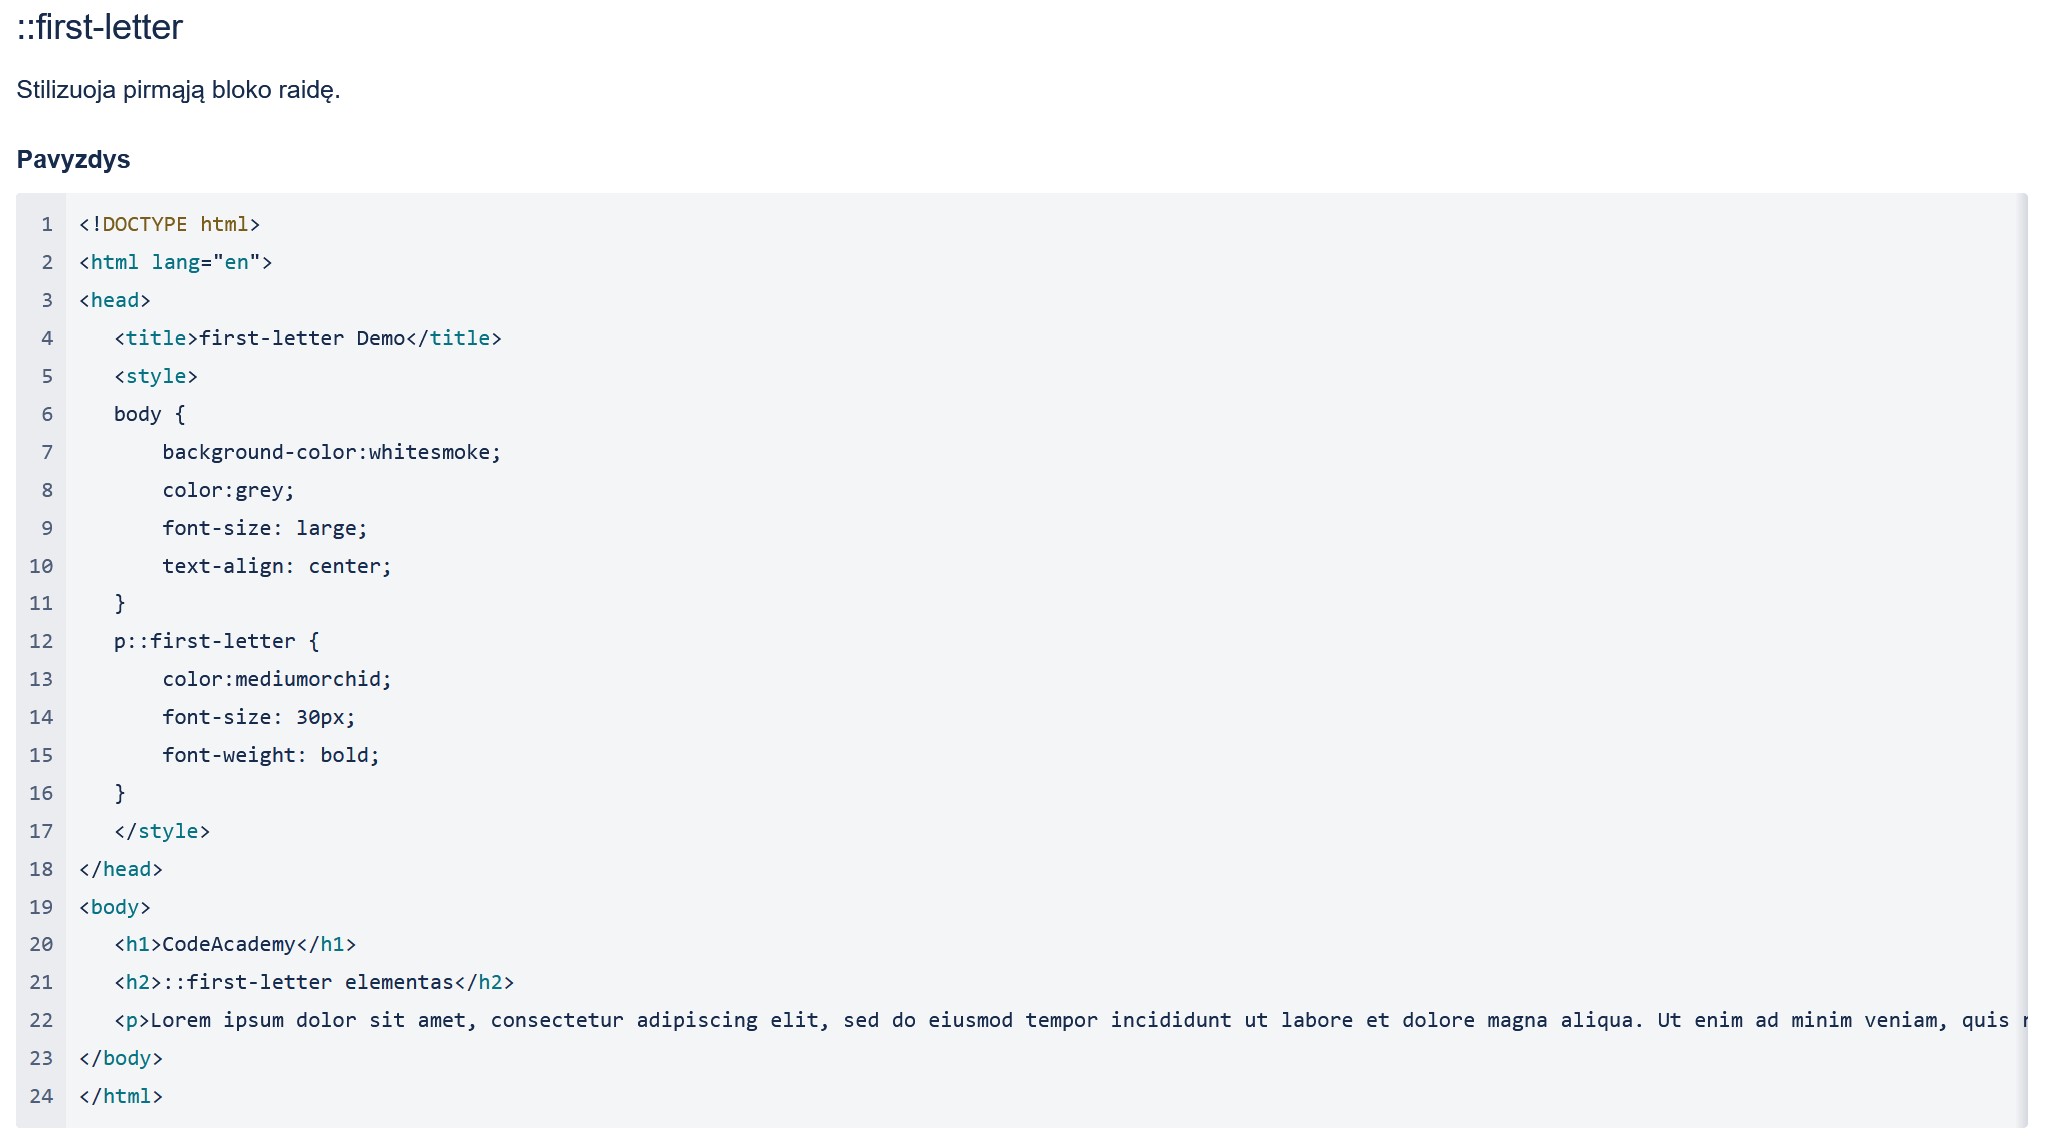 ::first-letter
Stilizuoja pirmąją bloko raidę.
Pavyzdys
1 <!DOCTYPE html>
2 <html lang="en">
3 <head>
4 <title>first-letter Demo</title>
5 <style>
6 body {
7 background-color:whitesmoke;
8 color:grey;
9 font-size: large;
10 text-align: center;
11 }
12 p::first-letter {
13 color:mediumorchid;
14 font-size: 30px;
15 font-weight: bold;
16 }
17 </style>
18 </head>
19 <body>
20 <h1>CodeAcademy</h1>
21 <h2>::first-letter elementas</h2>
22 <p>Lorem ipsum dolor sit amet, consectetur adipiscing elit, sed do eiusmod tempor incididunt ut labore et dolore magna aliqua. Ut enim ad minim veniam, quis
23 </body>
24 </html>